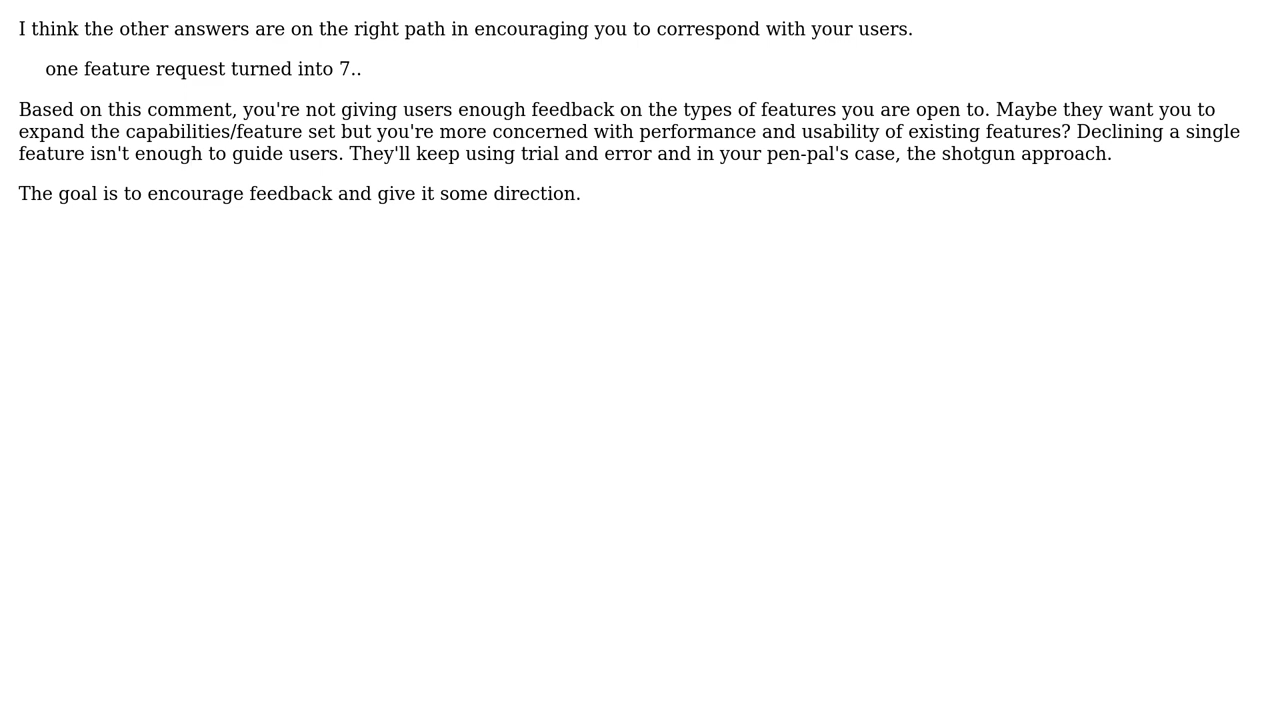 I think the other answers are on the right path in encouraging you to correspond with your users.
one feature request turned into 7..
Based on this comment, you're not giving users enough feedback on the types of features you are open to. Maybe they want you to
expand the capabilities/feature set but you're more concerned with performance and usability of existing features? Declining a single
feature isn't enough to guide users. They'll keep using trial and error and in your pen-pal's case, the shotgun approach.
The goal is to encourage feedback and give it some direction.